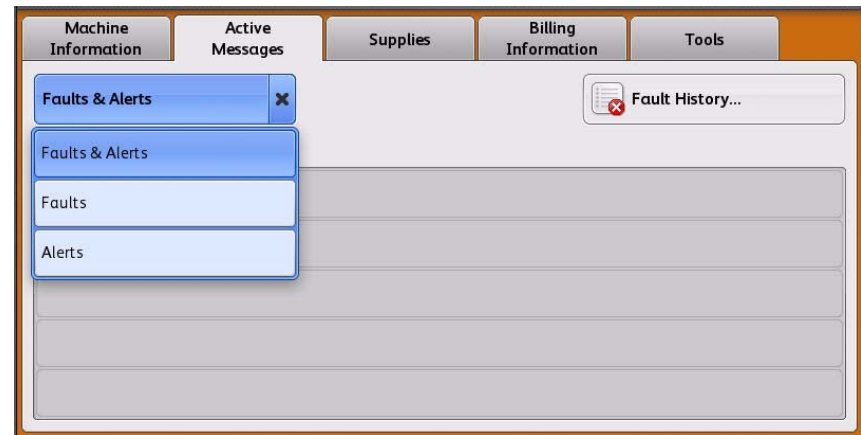 Machine
Information
Active
Messages
Supplies
Billing
Information
Tools
Faults & Alerts
Fault History...
Faults & Alerts
Faults
Alerts